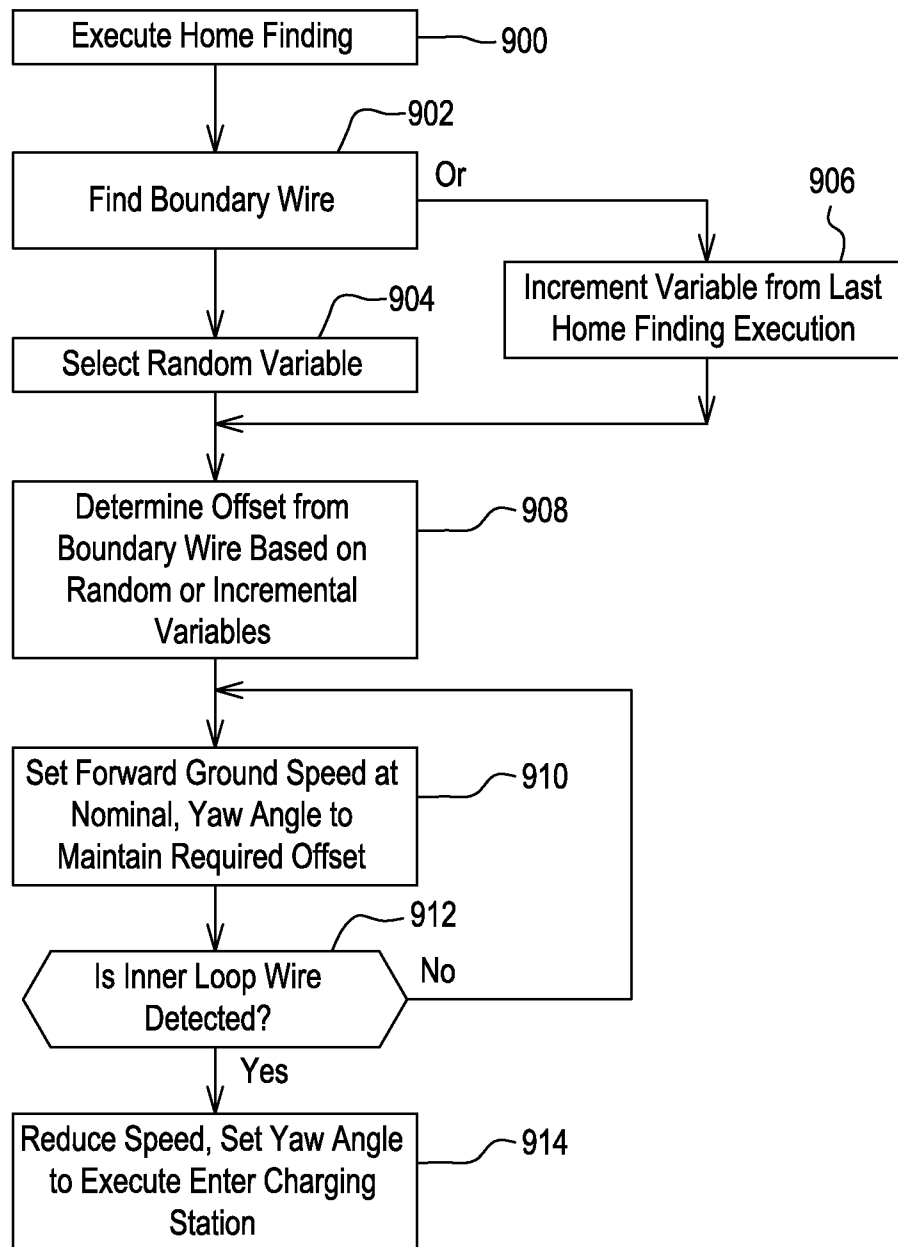 Execute Home Finding
900
902
Find Boundary Wire
Or
906
Increment Variable from Last
Home Finding Execution
904
Select Random Variable
Determine Offset from
Boundary Wire Based on
Random or Incremental
Variables
908
Set Forward Ground Speed at
Nominal, Yaw Angle to
Maintain Required Offset
910
912
Is Inner Loop Wire
Detected?
No
Yes
Reduce Speed, Set Yaw Angle
to Execute Enter Charging
Station
914